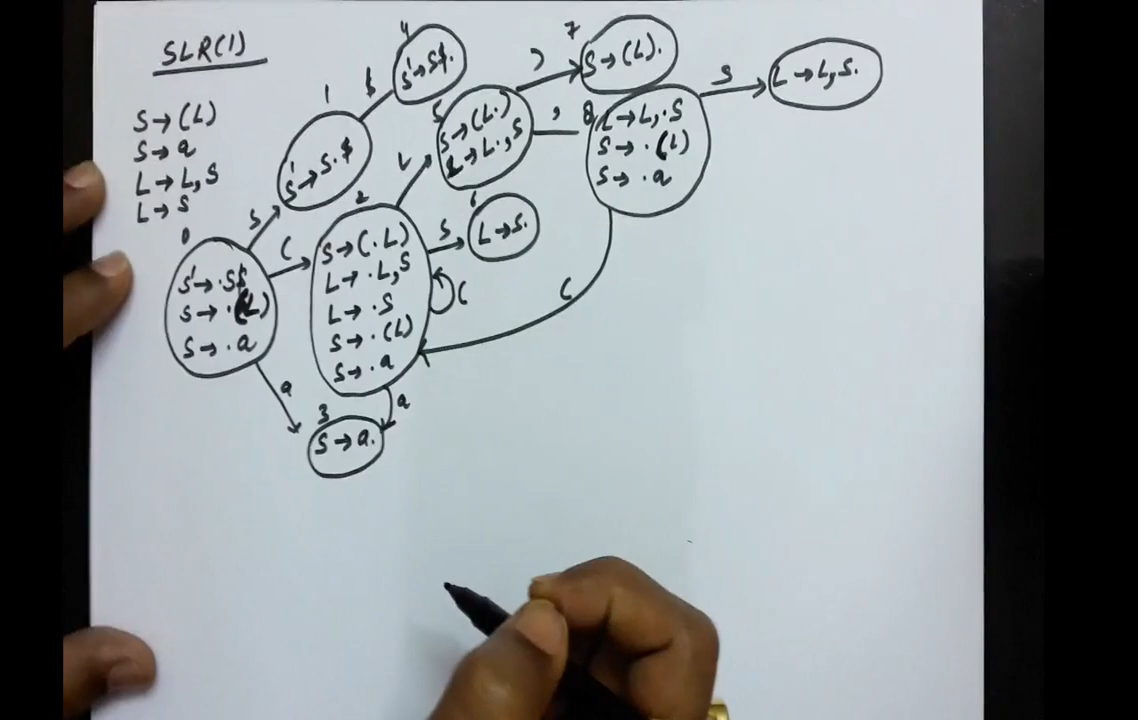 SLR(1)
S → (L)
S → a
L → L, S
L → S
0
S' → .S$
S → .(L)
S → .a
S
(
a
1
S' → S.$
$
4
S' → S$.
2
S → (.L)
L → .L,S
L → .S
S → .(L)
S → .a
L
S
(
a
3
S → a.
5
S → (L.)
L → L.,S
)
,
6
L → S.
7
S → (L).
8
L → L,.S
S → .(L)
S → .a
S
(
L → L,S.